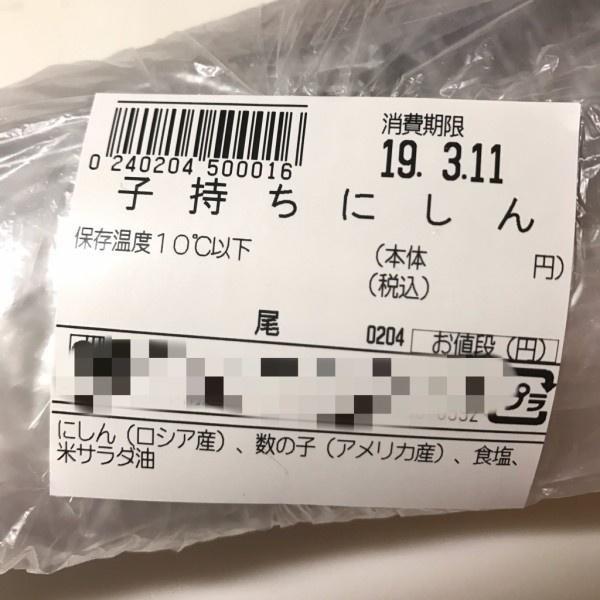 消費期限
19. 3.11
0 240204 500016
子持ちにしん
保存温度10℃以下
(本体 円)
(税込)
尾 0204 お値段(円)
プラ
にしん(ロシア産)、数の子(アメリカ産)、食塩、
米サラダ油